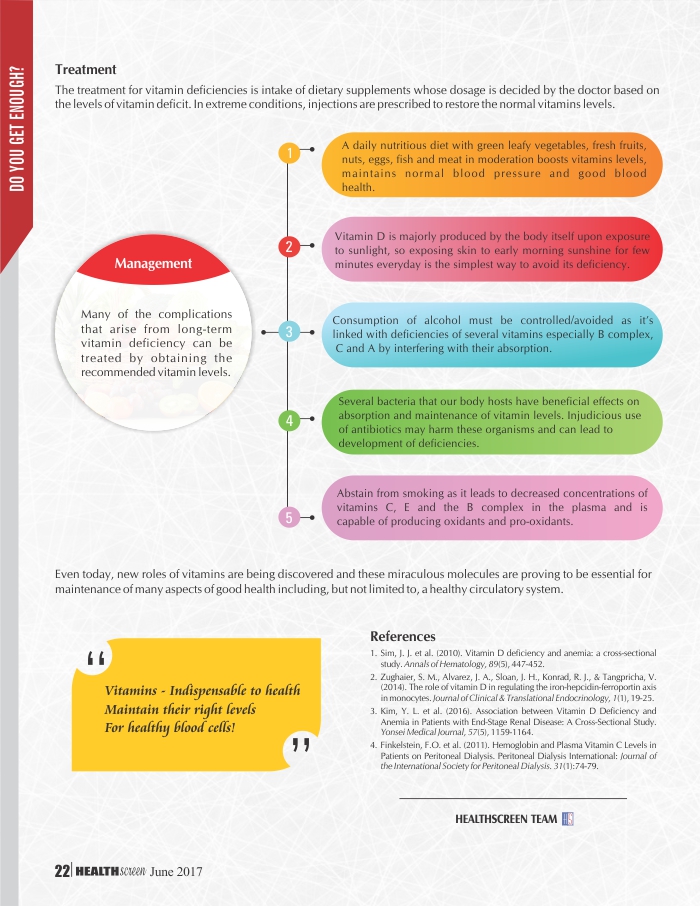 DO YOU GET ENOUGH?
Treatment
The treatment for vitamin deficiencies is intake of dietary supplements whose dosage is decided by the doctor based on
the levels of vitamin deficit. In extreme conditions, injections are prescribed to restore the normal vitamins levels.
Management
Many of the complications
that arise from long-term
vitamin deficiency can be
treated by obtaining the
recommended vitamin levels.
1
A daily nutritious diet with green leafy vegetables, fresh fruits,
nuts, eggs, fish and meat in moderation boosts vitamins levels,
maintains normal blood pressure and good blood
health.
2
Vitamin D is majorly produced by the body itself upon exposure
to sunlight, so exposing skin to early morning sunshine for few
minutes everyday is the simplest way to avoid its deficiency.
3
Consumption of alcohol must be controlled/avoided as it's
linked with deficiencies of several vitamins especially B complex,
C and A by interfering with their absorption.
4
Several bacteria that our body hosts have beneficial effects on
absorption and maintenance of vitamin levels. Injudicious use
of antibiotics may harm these organisms and can lead to
development of deficiencies.
5
Abstain from smoking as it leads to decreased concentrations of
vitamins C, E and the B complex in the plasma and is
capable of producing oxidants and pro-oxidants.
Even today, new roles of vitamins are being discovered and these miraculous molecules are proving to be essential for
maintenance of many aspects of good health including, but not limited to, a healthy circulatory system.
“
Vitamins - Indispensable to health
Maintain their right levels
For healthy blood cells!
”
References
1. Sim, J. J. et al. (2010). Vitamin D deficiency and anemia: a cross-sectional
study. Annals of Hematology, 89(5), 447-452.
2. Zughaier, S. M., Alvarez, J. A., Sloan, J. H., Konrad, R. J., & Tangpricha, V.
(2014). The role of vitamin D in regulating the iron-hepcidin-ferroportin axis
in monocytes. Journal of Clinical & Translational Endocrinology, 1(1), 19-25.
3. Kim, Y. L. et al. (2016). Association between Vitamin D Deficiency and
Anemia in Patients with End-Stage Renal Disease: A Cross-Sectional Study.
Yonsei Medical Journal, 57(5), 1159-1164.
4. Finkelstein, F.O. et al. (2011). Hemoglobin and Plasma Vitamin C Levels in
Patients on Peritoneal Dialysis. Peritoneal Dialysis International: Journal of
the International Society for Peritoneal Dialysis. 31(1):74-79.
HEALTHSCREEN TEAM
22 HEALTHscreen June 2017